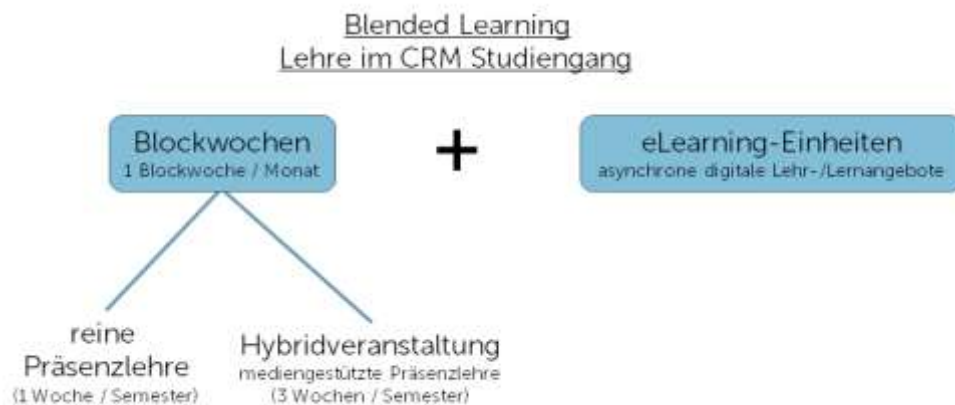 Blended Learning
Lehre im CRM Studiengang
Blockwochen
1 Blockwoche / Monat
+
eLearning-Einheiten
asynchrone digitale Lehr-/Lernangebote
reine
Präsenzlehre
(1 Woche / Semester)
Hybridveranstaltung
mediengestützte Präsenzlehre
(3 Wochen / Semester)